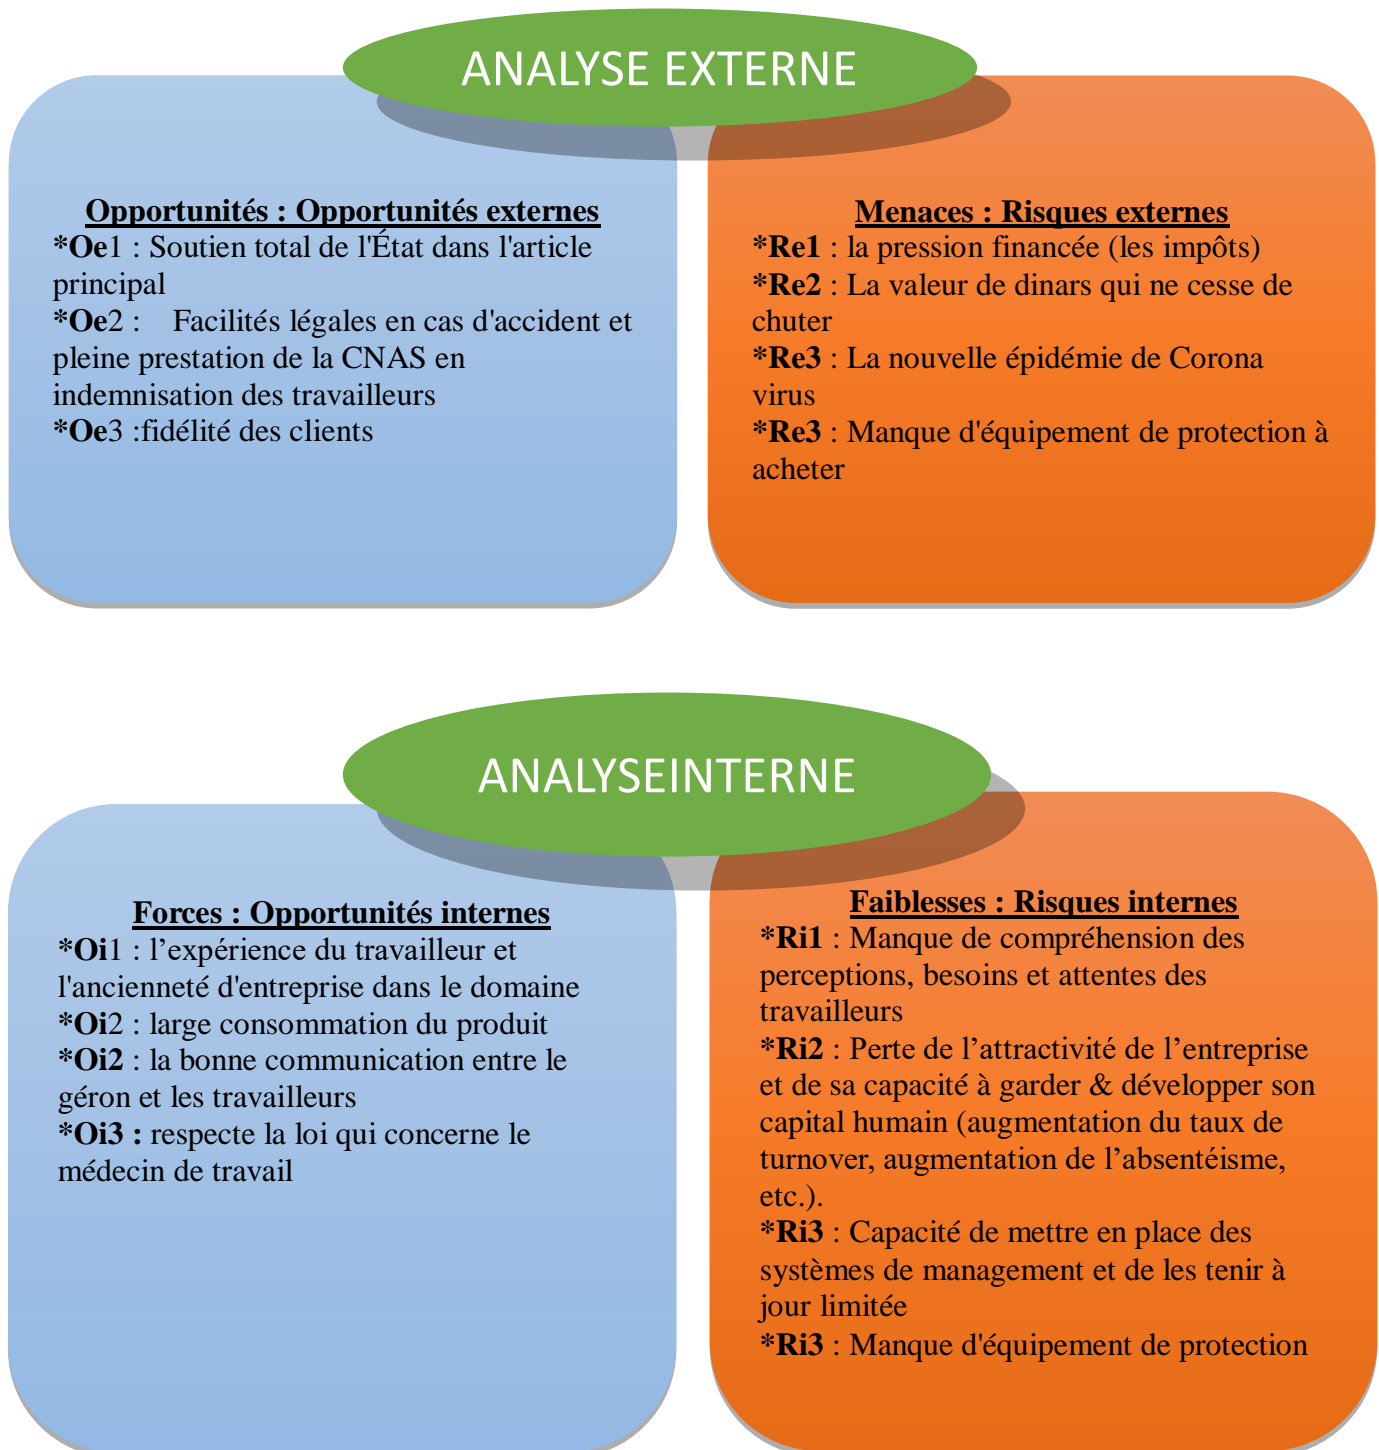 ANALYSE EXTERNE
Opportunités : Opportunités externes
*Oe1 : Soutien total de l'État dans l'article
principal
*Oe2 :    Facilités légales en cas d'accident et
pleine prestation de la CNAS en
indemnisation des travailleurs
*Oe3 :fidélité des clients
Menaces : Risques externes
*Re1 : la pression financée (les impôts)
*Re2 : La valeur de dinars qui ne cesse de
chuter
*Re3 : La nouvelle épidémie de Corona
virus
*Re3 : Manque d'équipement de protection à
acheter
ANALYSEINTERNE
Forces : Opportunités internes
*Oi1 : l’expérience du travailleur et
l'ancienneté d'entreprise dans le domaine
*Oi2 : large consommation du produit
*Oi2 : la bonne communication entre le
géron et les travailleurs
*Oi3 : respecte la loi qui concerne le
médecin de travail
Faiblesses : Risques internes
*Ri1 : Manque de compréhension des
perceptions, besoins et attentes des
travailleurs
*Ri2 : Perte de l’attractivité de l’entreprise
et de sa capacité à garder & développer son
capital humain (augmentation du taux de
turnover, augmentation de l’absentéisme,
etc.).
*Ri3 : Capacité de mettre en place des
systèmes de management et de les tenir à
jour limitée
*Ri3 : Manque d'équipement de protection